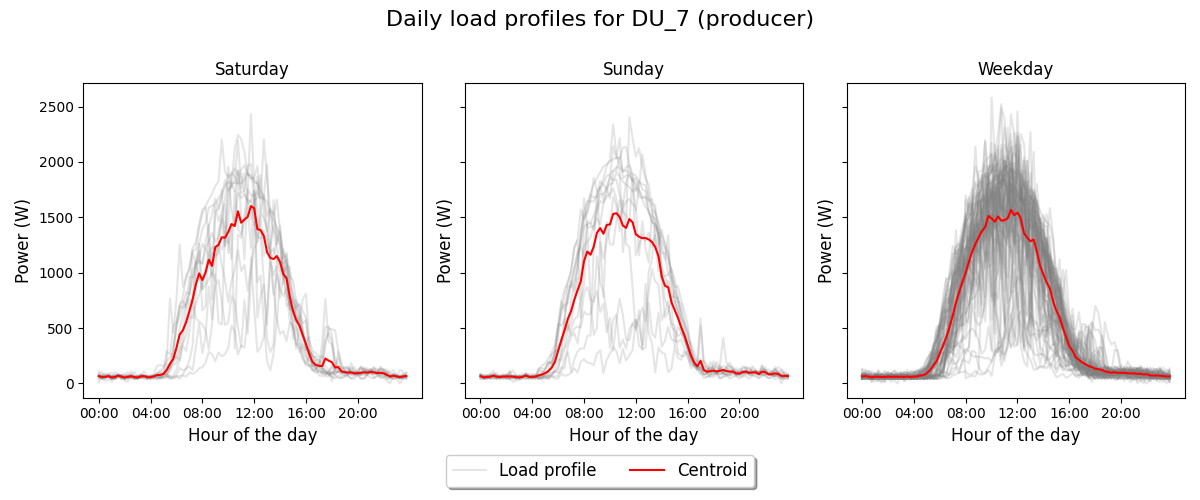 Daily load profiles for DU_7 (producer)
Saturday
Sunday
Weekday
Power (W)
2500
2000
1500
1000
500
0
00:00 04:00 08:00 12:00 16:00 20:00
Hour of the day
Power (W)
00:00 04:00 08:00 12:00 16:00 20:00
Hour of the day
Power (W)
00:00 04:00 08:00 12:00 16:00 20:00
Hour of the day
Load profile Centroid